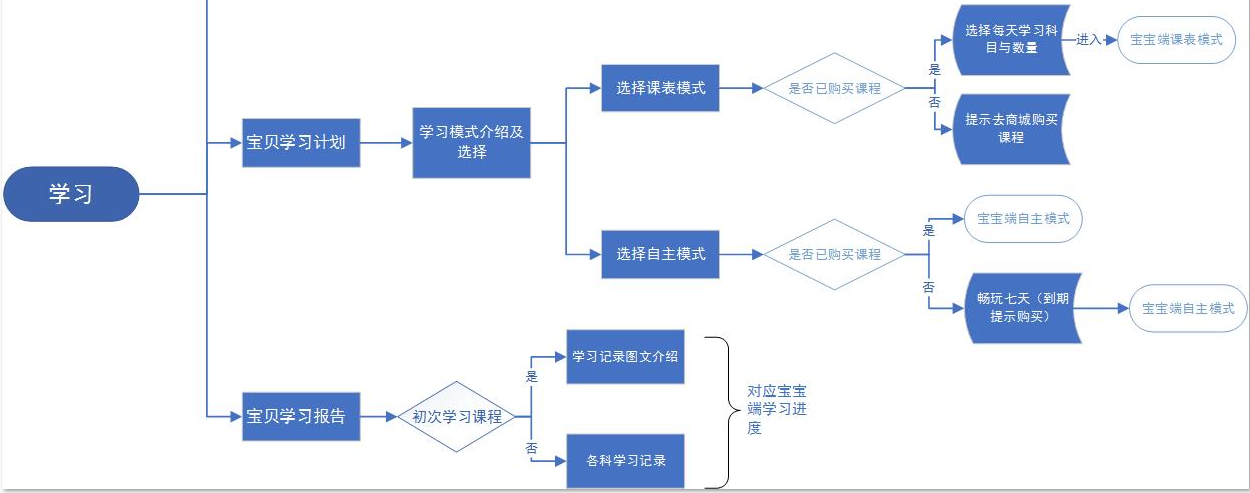 学习
宝贝学习计划
学习模式介绍及
选择
选择课表模式
是否已购买课程
是
选择每天学习科
目与数量
进入
宝宝端课表模式
否
提示去商城购买
课程
选择自主模式
是否已购买课程
是
宝宝端自主模式
否
畅玩七天（到期
提示购买）
宝宝端自主模式
宝贝学习报告
初次学习课程
是
学习记录图文介绍
否
各科学习记录
对应宝宝
端学习进
度